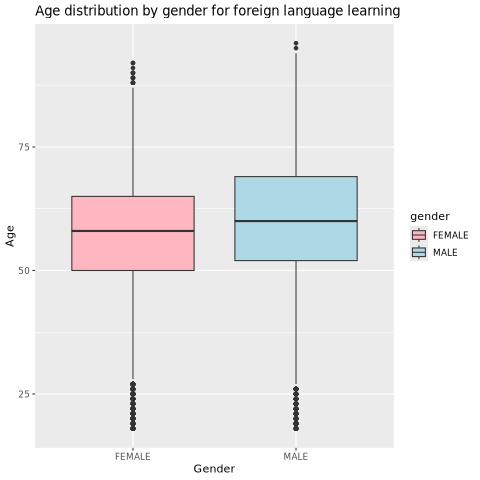 Age distribution by gender for foreign language learning
Age
75
50
25
FEMALE
MALE
Gender
gender
FEMALE
MALE